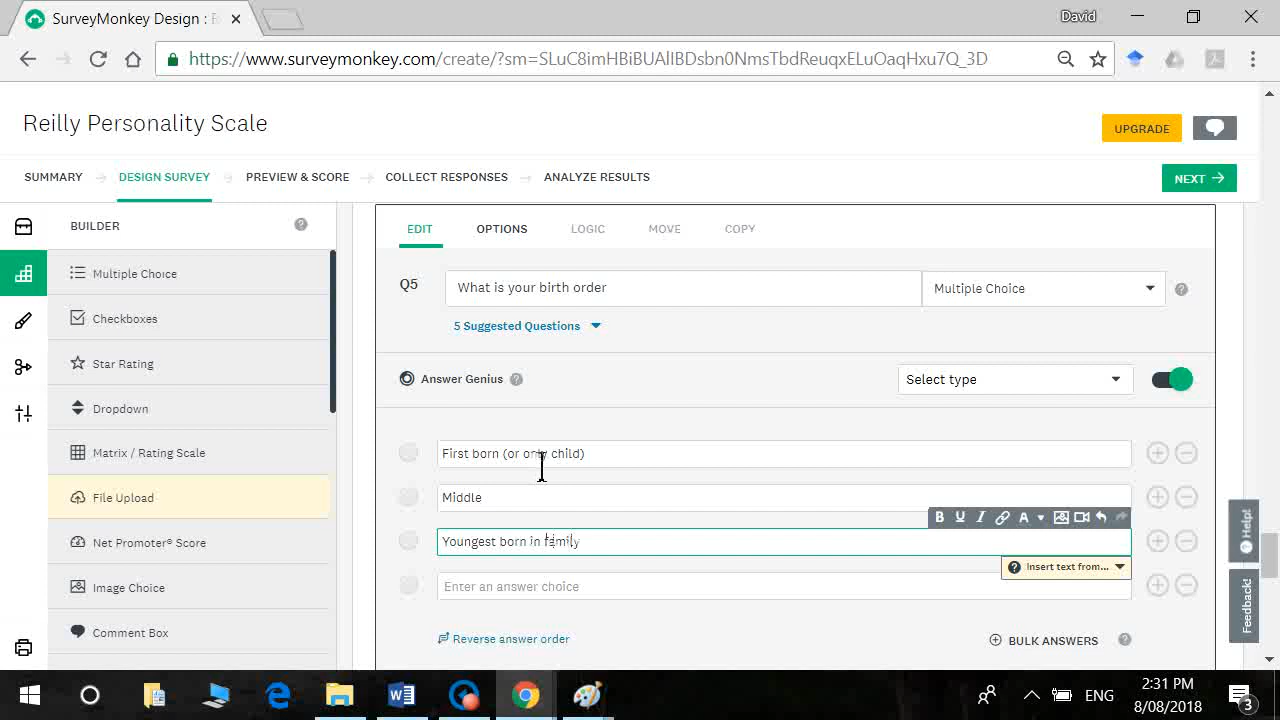 SurveyMonkey Design :
David
https://www.surveymonkey.com/create/?sm=SLuC8imHBiBUAlIBDsbn0NmsTbdReuqxELuOaqHxu7Q_3D
Reilly Personality Scale
UPGRADE
SUMMARY
DESIGN SURVEY
PREVIEW & SCORE
COLLECT RESPONSES
ANALYZE RESULTS
NEXT
BUILDER
Multiple Choice
Checkboxes
Star Rating
Dropdown
Matrix / Rating Scale
File Upload
Net Promoter® Score
Image Choice
Comment Box
EDIT
OPTIONS
LOGIC
MOVE
COPY
Q5
What is your birth order
Multiple Choice
5 Suggested Questions
Answer Genius
Select type
First born (or only child)
Middle
B U I A
Youngest born in family
Insert text from...
Enter an answer choice
Reverse answer order
BULK ANSWERS
Help!
Feedback!
ENG
2:31 PM
8/08/2018
3